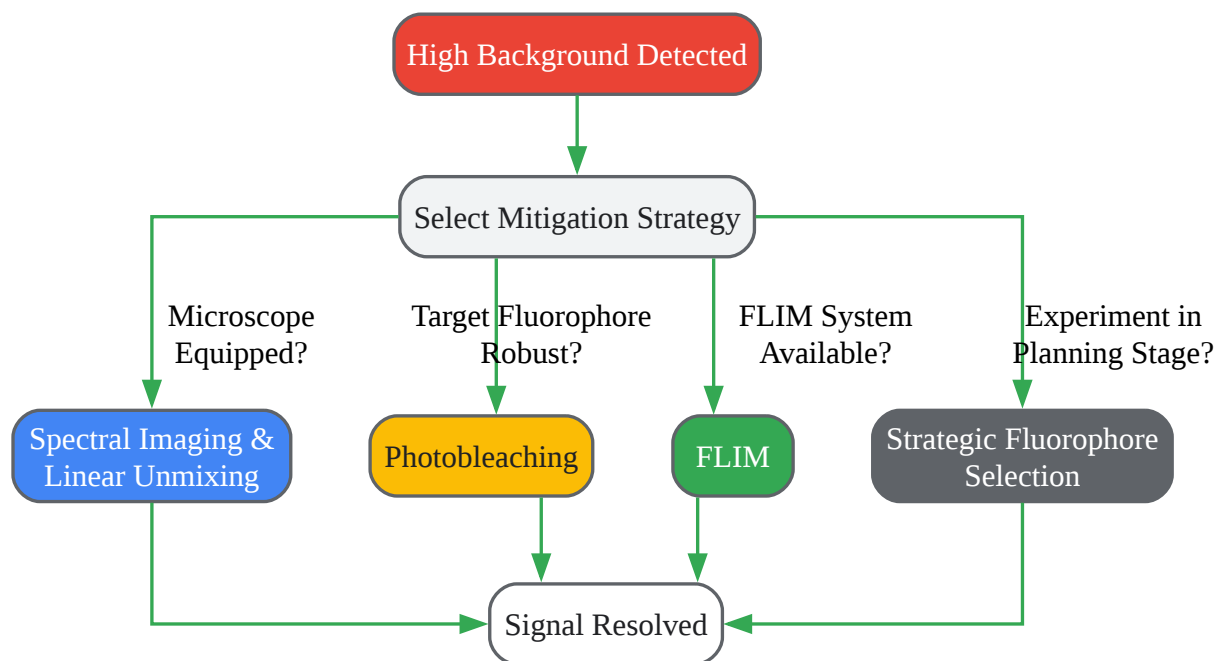 High Background Detected
Select Mitigation Strategy
Microscope
Equipped?
Target Fluorophore
Robust?
FLIM System
Available?
Experiment in
Planning Stage?
Spectral Imaging &
Linear Unmixing
Photobleaching
FLIM
Strategic Fluorophore
Selection
Signal Resolved